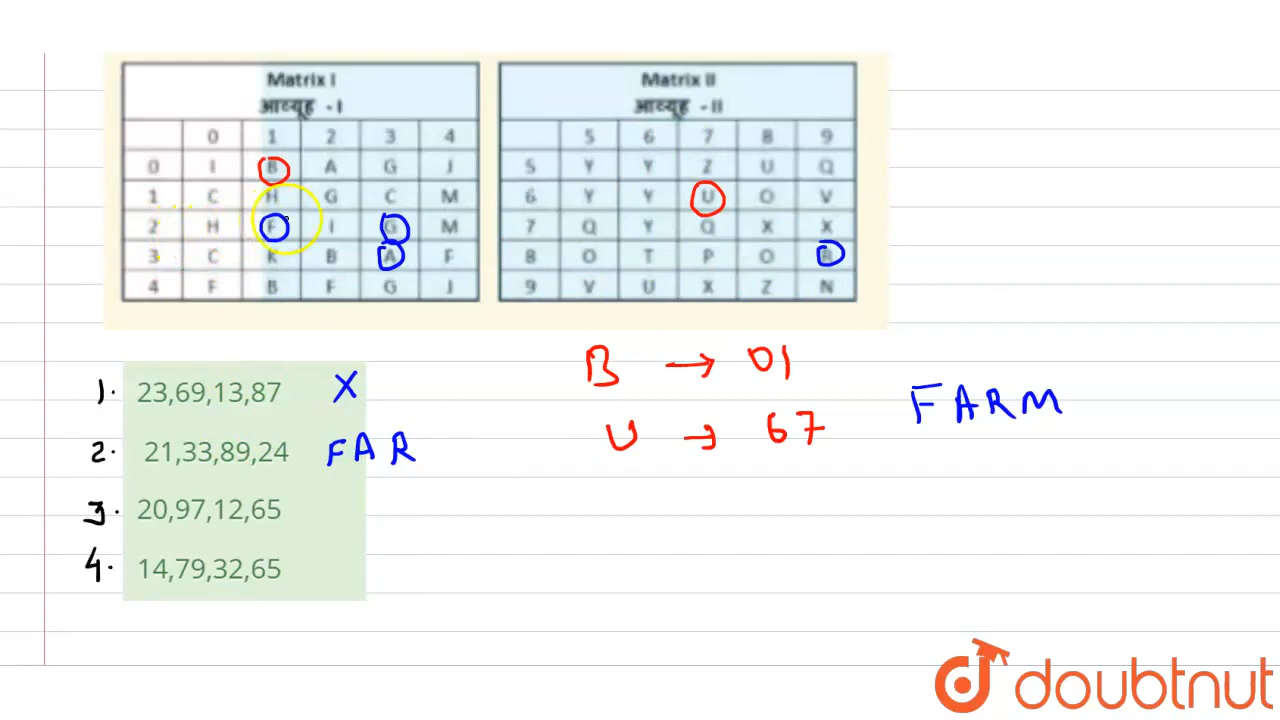 Matrix I Matrix II
आव्यूह - I आव्यूह - II
0 1 2 3 4 5 6 7 8 9
0 I B A G J 5 Y Y Z U Q
1 C H G C M 6 Y Y U O V
2 H F I G M 7 Q Y Q X X
3 C K B A F 8 O T P O R
4 F B F G J 9 V U X Z N
1. 23,69,13,87 X
2. 21,33,89,24 FAR
3. 20,97,12,65
4. 14,79,32,65
B → 01
U → 67
FARM
doubtnut